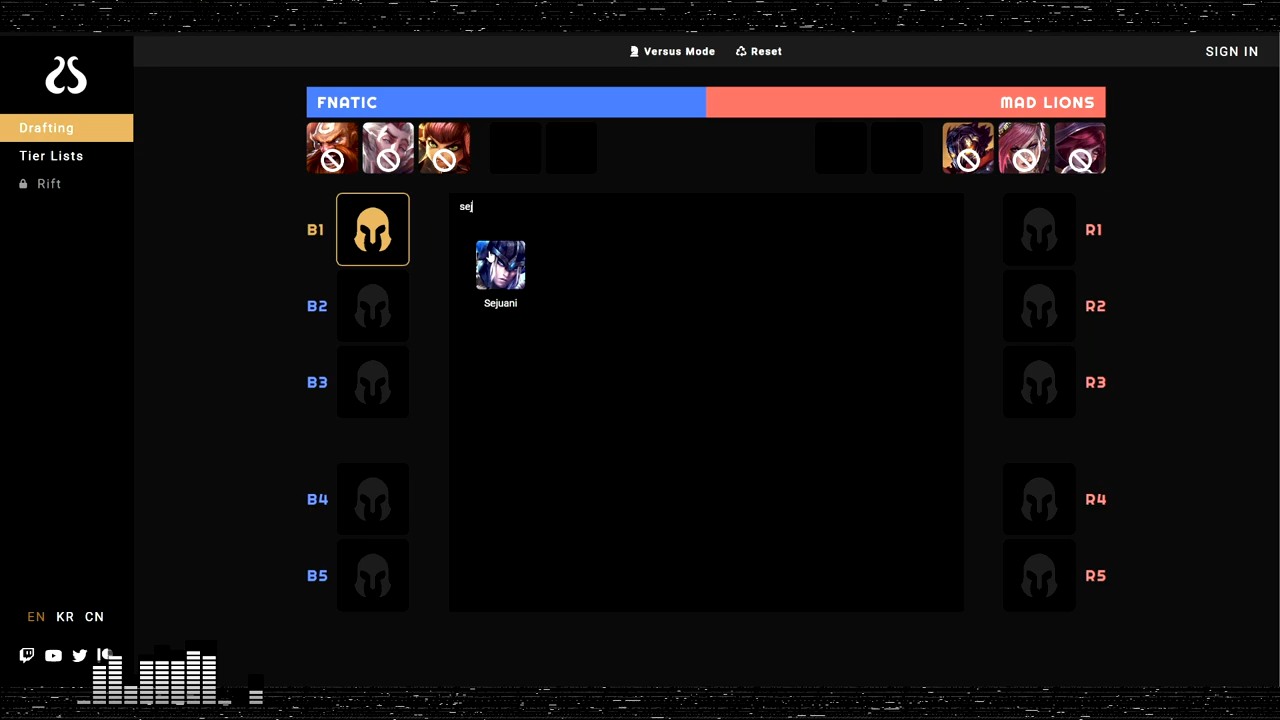 Versus Mode
Reset
SIGN IN
FNATIC
MAD LIONS
Drafting
Tier Lists
Rift
sej
Sejuani
B1
R1
B2
R2
B3
R3
B4
R4
B5
R5
EN KR CN